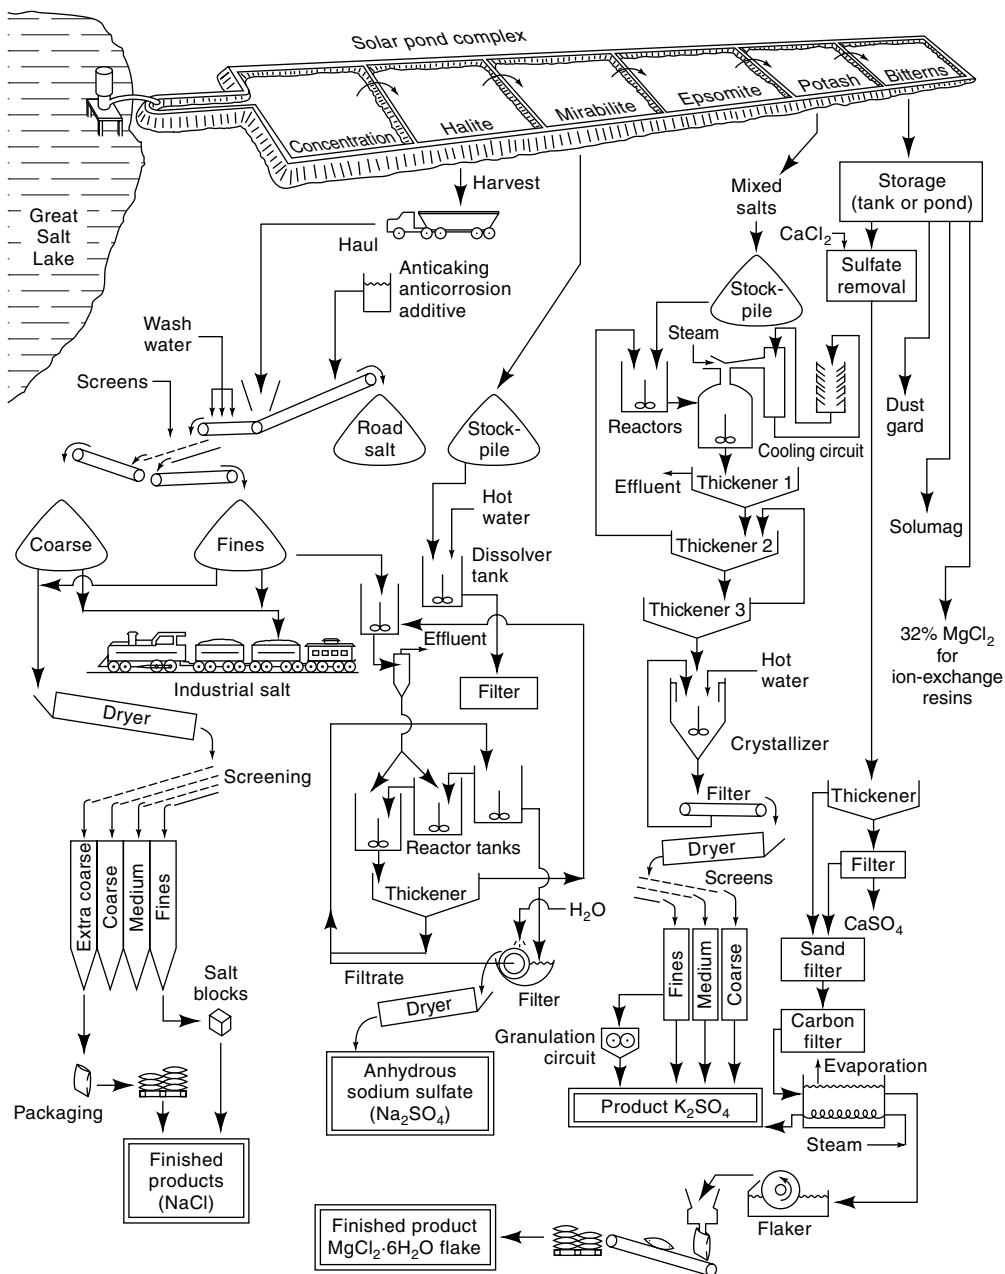 Solar pond complex
Concentration
Halite
Mirabilite
Epsomite
Potash
Bitterns
Great
Salt
Lake
Harvest
Haul
Anticaking
anticorrosion
additive
Wash
water
Screens
Road
salt
Stock-
pile
Mixed
salts
Stock-
pile
Storage
(tank or pond)
CaCl₂
Sulfate
removal
Steam
Reactors
Cooling circuit
Dust
gard
Effluent
Thickener 1
Solumag
Coarse
Fines
Hot
water
Dissolver
tank
Thickener 2
Thickener 3
32% MgCl₂
for
ion-exchange
resins
Effluent
Industrial salt
Filter
Hot
water
Dryer
Crystallizer
Screening
Filter
Thickener
Reactor tanks
Dryer
Filter
Extra coarse
Coarse
Medium
Fines
Thickener
Screens
H₂O
CaSO₄
Filtrate
Filter
Fines
Medium
Coarse
Sand
filter
Salt
blocks
Dryer
Granulation
circuit
Carbon
filter
Evaporation
Packaging
Anhydrous
sodium sulfate
(Na₂SO₄)
Product K₂SO₄
Steam
Finished
products
(NaCl)
Flaker
Finished product
MgCl₂·6H₂O flake